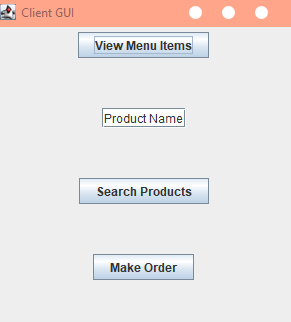 Client GUI
View Menu Items
Product Name
Search Products
Make Order